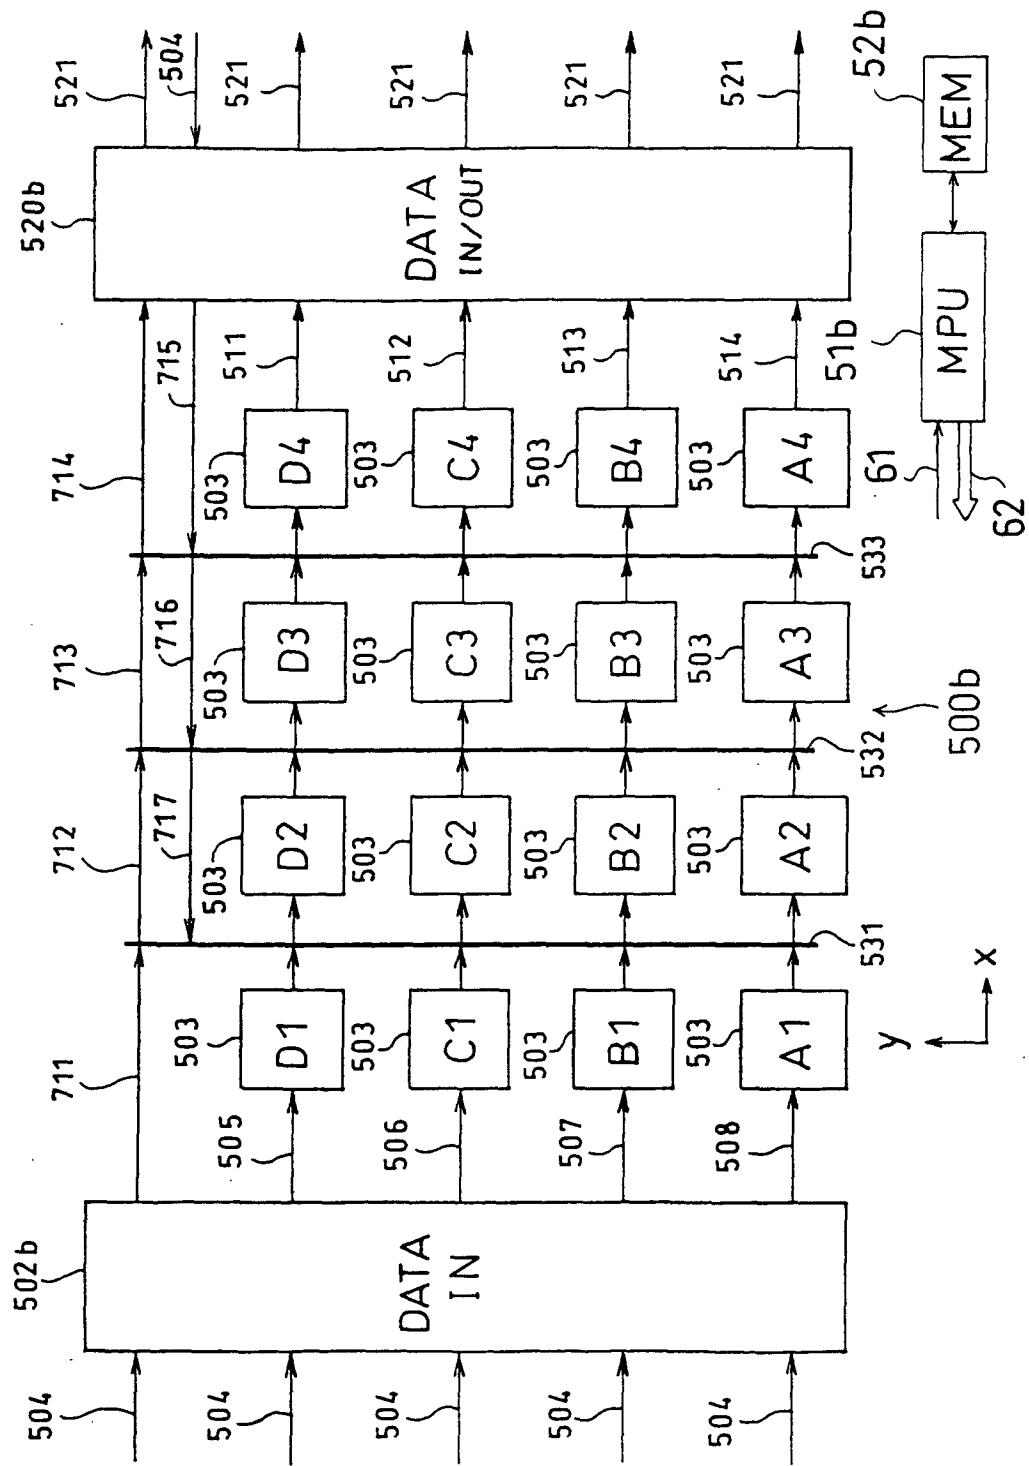 504
502b
520b
711
712
713
714
521
717
716
715
504
504
505
503
503
503
503
511
521
D1
D2
D3
D4
504
506
503
503
503
503
512
521
DATA
IN
DATA
IN/OUT
C1
C2
C3
C4
504
507
503
503
503
503
513
521
B1
B2
B3
B4
504
508
503
503
503
503
514
521
A1
A2
A3
A4
531
532
533
51b
52b
y
x
61
MPU
MEM
500b
62